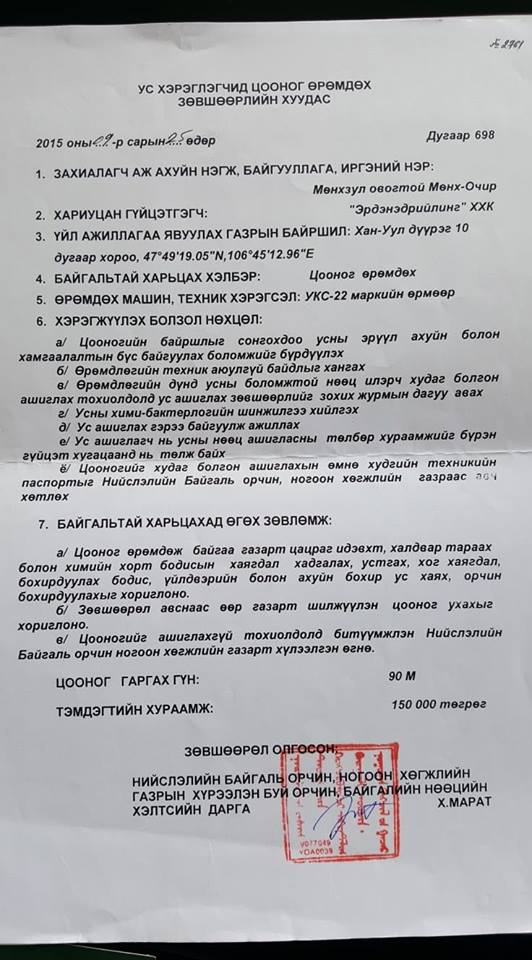 № 2761
УС ХЭРЭГЛЭГЧИД ЦООНОГ ӨРӨМДӨХ
ЗӨВШӨӨРЛИЙН ХУУДАС
2015 оны 09-р сарын 25 өдөр Дугаар 698
1. ЗАХИАЛАГЧ АЖ АХУЙН НЭГЖ, БАЙГУУЛЛАГА, ИРГЭНИЙ НЭР:
Мөнхзул овогтой Мөнх-Очир
2. ХАРИУЦАН ГҮЙЦЭТГЭГЧ: "Эрдэнэдрийлинг" ХХК
3. ҮЙЛ АЖИЛЛАГАА ЯВУУЛАХ ГАЗРЫН БАЙРШИЛ: Хан-Уул дүүрэг 10
дугаар хороо, 47°49'19.05"N,106°45'12.96"E
4. БАЙГАЛЬТАЙ ХАРЬЦАХ ХЭЛБЭР: Цооног өрөмдөх
5. ӨРӨМДӨХ МАШИН, ТЕХНИК ХЭРЭГСЭЛ: УКС-22 маркийн өрмөөр
6. ХЭРЭГЖҮҮЛЭХ БОЛЗОЛ НӨХЦӨЛ:
а/ Цооногийн байршлыг сонгохдоо усны эрүүл ахуйн болон
хамгаалалтын бүс байгуулах боломжийг бүрдүүлэх
б/ Өрөмдлөгийн техник аюулгүй байдлыг хангах
в/ Өрөмдлөгийн дүнд усны боломжтой нөөц илэрч худаг болгон
ашиглах тохиолдолд ус ашиглах зөвшөөрлийг зохих журмын дагуу авах
г/ Усны хими-бактерлогийн шинжилгээ хийлгэх
д/ Ус ашиглах гэрээ байгуулж ажиллах
е/ Ус ашиглагч нь усны нөөц ашигласны төлбөр хураамжийг бүрэн
гүйцэт хугацаанд нь төлж байх
ё/ Цооногийг худаг болгон ашиглахын өмнө худгийн техникийн
паспортыг Нийслэлийн Байгаль орчин, ногоон хөгжлийн газраас авч
хөтлөх
7. БАЙГАЛЬТАЙ ХАРЬЦАХАД ӨГӨХ ЗӨВЛӨМЖ:
а/ Цооног өрөмдөж байгаа газарт цацраг идэвхт, халдвар тараах
болон химийн хорт бодисын хаягдал хадгалах, устгах, хог хаягдал,
бохирдуулах бодис, үйлдвэрийн болон ахуйн бохир ус хаях, орчин
бохирдуулахыг хориглоно.
б/ Зөвшөөрөл авснаас өөр газарт шилжүүлэн цооног ухахыг
хориглоно.
в/ Цооногийг ашиглахгүй тохиолдолд битүүмжлэн Нийслэлийн
Байгаль орчин ногоон хөгжлийн газарт хүлээлгэн өгнө.
ЦООНОГ ГАРГАХ ГҮН: 90 М
ТЭМДЭГТИЙН ХУРААМЖ: 150 000 төгрөг
ЗӨВШӨӨРӨЛ ОЛГОСОН:
НИЙСЛЭЛИЙН БАЙГАЛЬ ОРЧИН, НОГООН ХӨГЖЛИЙН
ГАЗРЫН ХҮРЭЭЛЭН БУЙ ОРЧИН, БАЙГАЛИЙН НӨӨЦИЙН
ХЭЛТСИЙН ДАРГА Х.МАРАТ
У077049
УОА0039